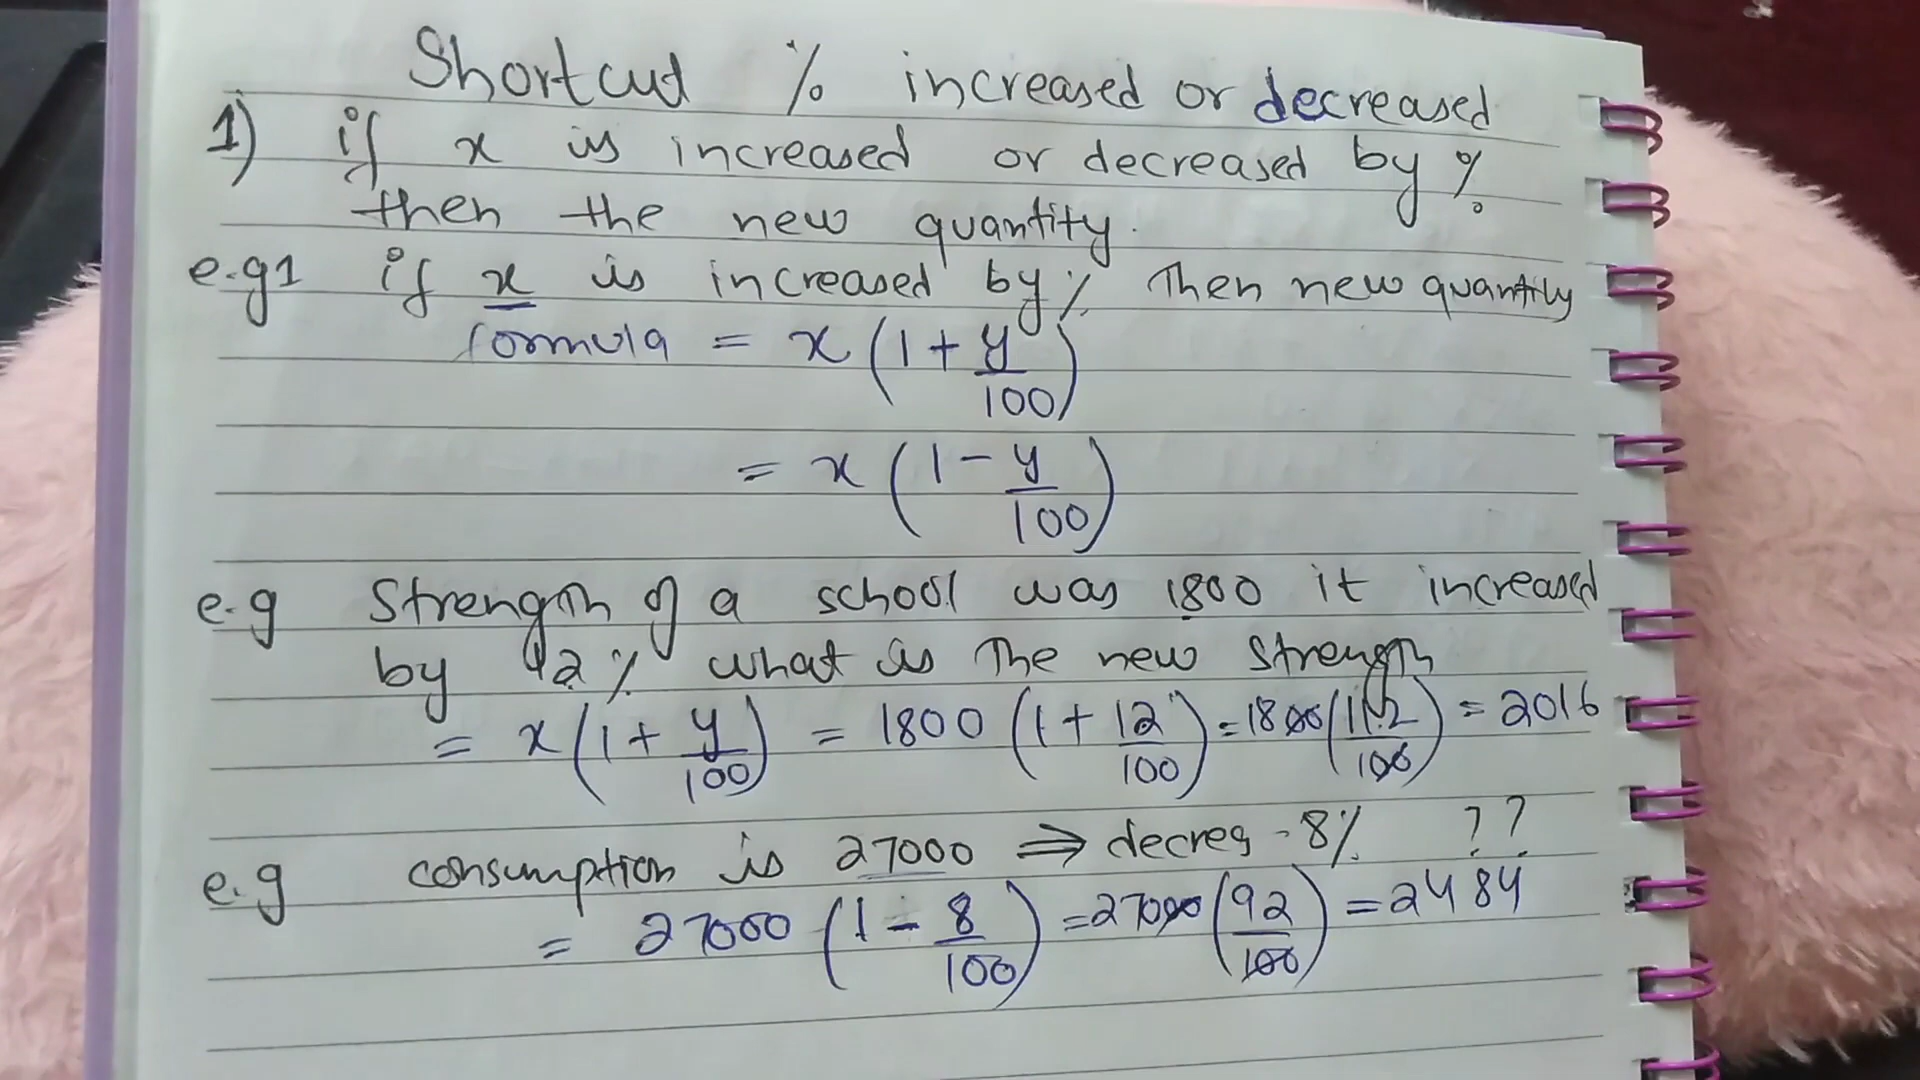 Shortcut % increased or decreased
1) if x is increased or decreased by %
then the new quantity.
e.g1 if x is increased by % Then new quantity
formula = x (1 + y/100)
= x (1 - y/100)
e.g Strength of a school was 1800 it increased
by 12% what is The new strength
= x (1 + y/100) = 1800 (1 + 12/100) = 1800 (112/100) = 2016
e.g consumption is 27000 ⇒ decres - 8% ??
= 27000 (1 - 8/100) = 27000 (92/100) = 2484